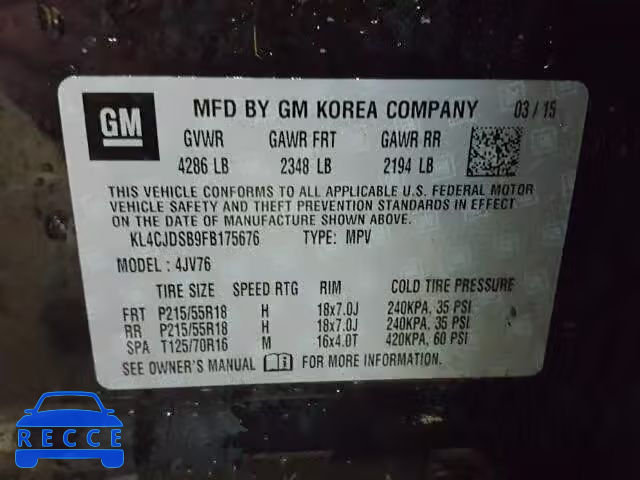 GM
MFD BY GM KOREA COMPANY 03/15
GVWR GAWR FRT GAWR RR
4286 LB 2348 LB 2194 LB
THIS VEHICLE CONFORMS TO ALL APPLICABLE U.S. FEDERAL MOTOR
VEHICLE SAFETY AND THEFT PREVENTION STANDARDS IN EFFECT
ON THE DATE OF MANUFACTURE SHOWN ABOVE.
KL4CJDSB9FB175676 TYPE: MPV
MODEL: 4JV76
TIRE SIZE SPEED RTG RIM COLD TIRE PRESSURE
FRT P215/55R18 H 18x7.0J 240KPA, 35 PSI
RR P215/55R18 H 18x7.0J 240KPA, 35 PSI
SPA T125/70R16 M 16x4.0T 420KPA, 60 PSI
SEE OWNER'S MANUAL FOR MORE INFORMATION.
RECCE